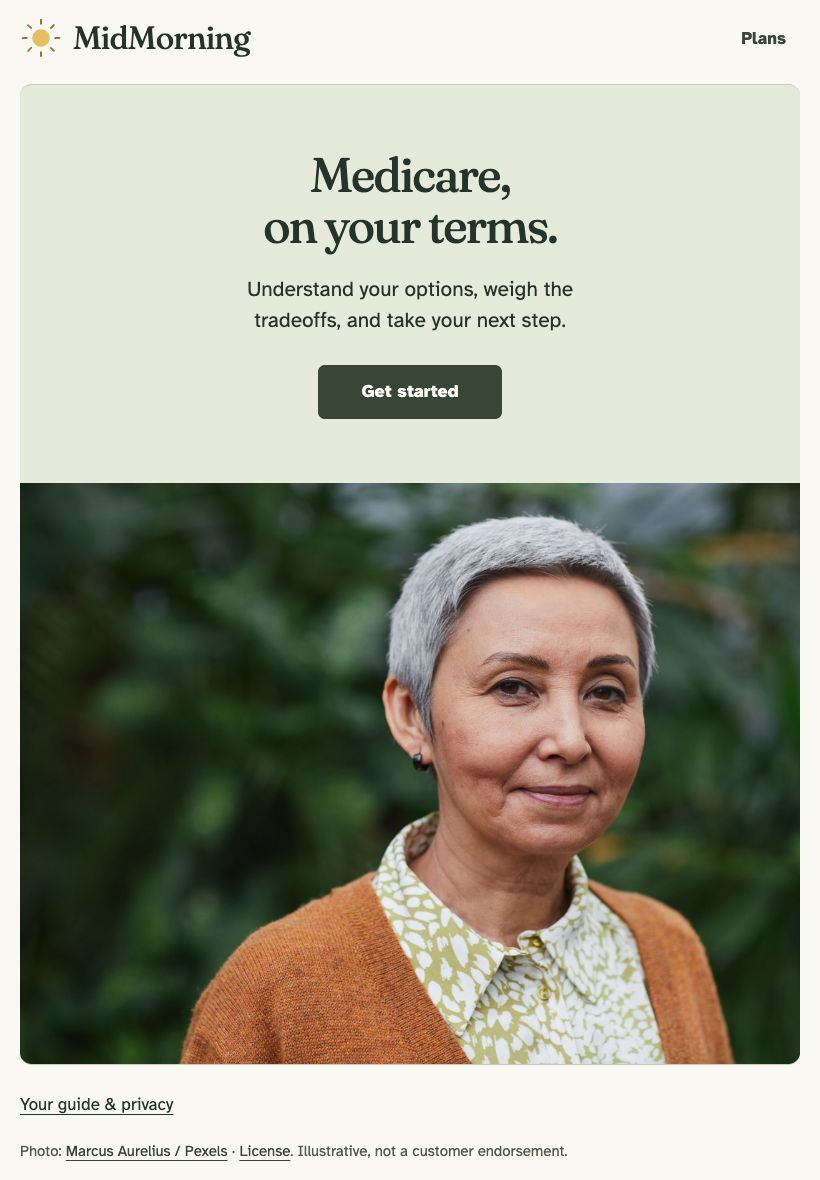 MidMorning
Plans
Medicare,
on your terms.
Understand your options, weigh the
tradeoffs, and take your next step.
Get started
Your guide & privacy
Photo: Marcus Aurelius / Pexels · License. Illustrative, not a customer endorsement.